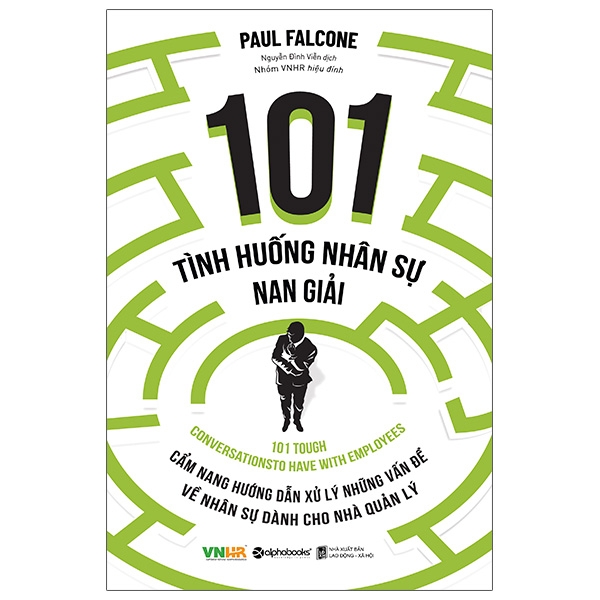 PAUL FALCONE
Nguyễn Đình Viễn dịch
Nhóm VNHR hiệu đính
101
TÌNH HUỐNG NHÂN SỰ
NAN GIẢI
101 TOUGH
CONVERSATIONSTO HAVE WITH EMPLOYEES
CẨM NANG HƯỚNG DẪN XỬ LÝ NHỮNG VẤN ĐỀ
VỀ NHÂN SỰ DÀNH CHO NHÀ QUẢN LÝ
VNHR
alphabooks
NHÀ XUẤT BẢN
LAO ĐỘNG - XÃ HỘI